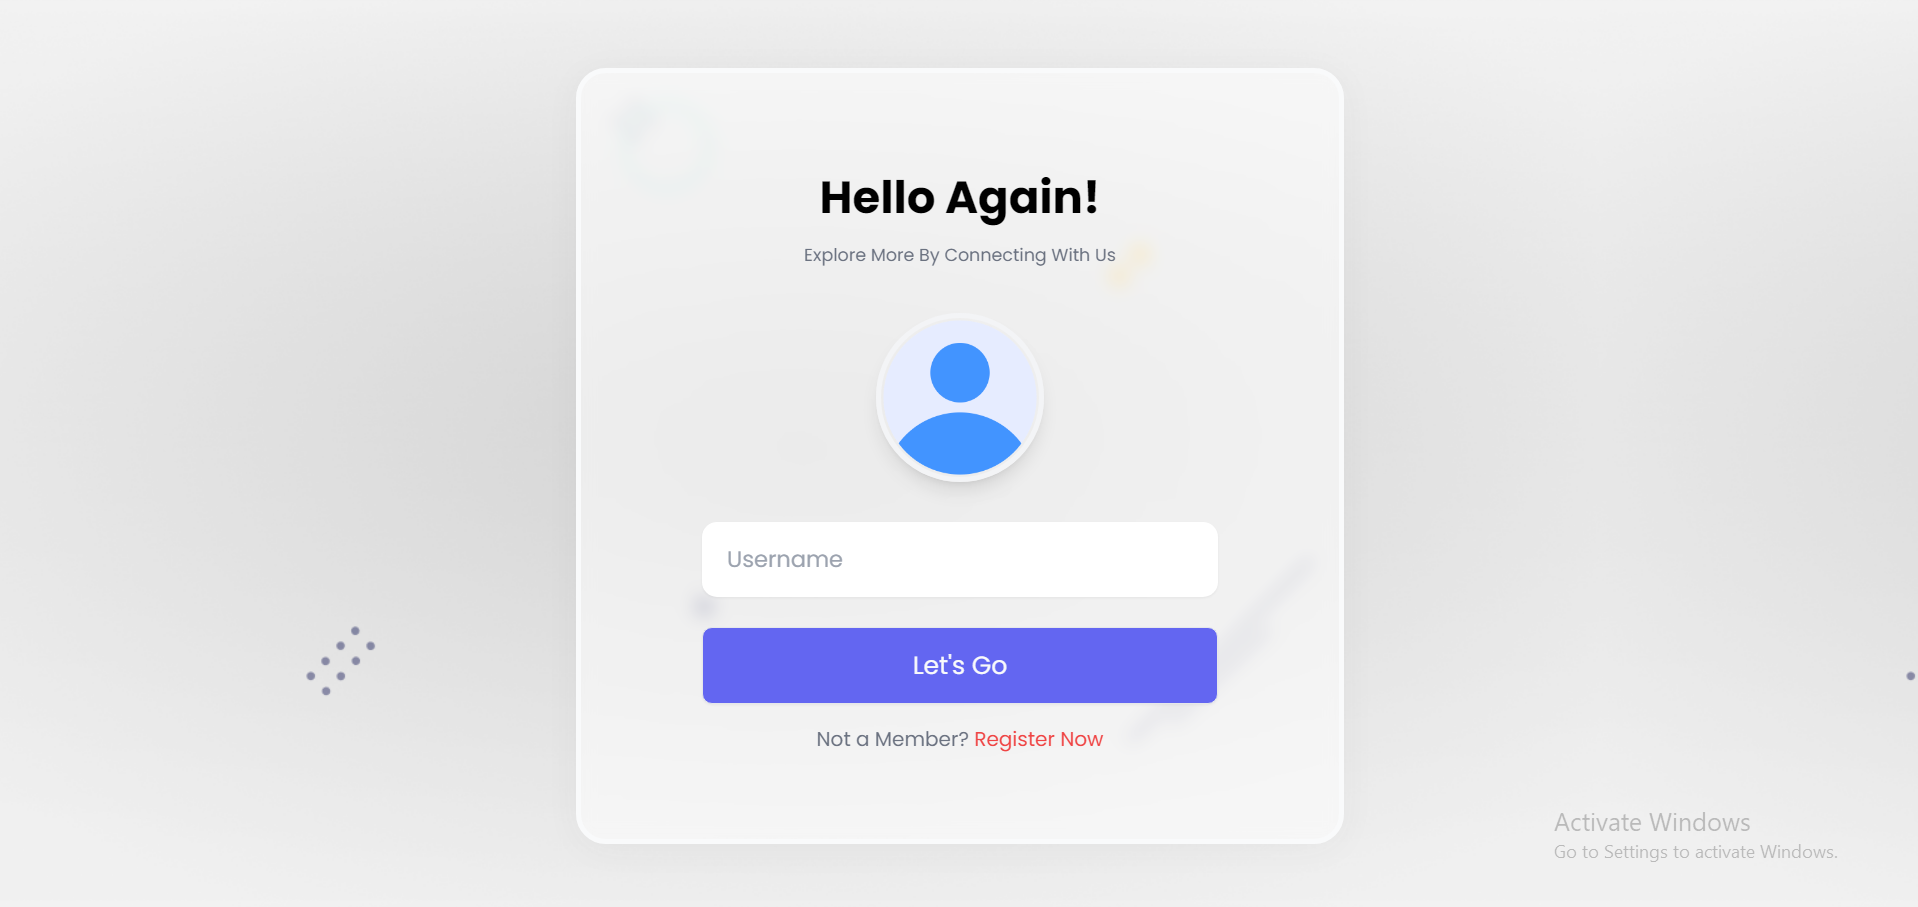 Hello Again!
Explore More By Connecting With Us
Username
Let's Go
Not a Member? Register Now
Activate Windows
Go to Settings to activate Windows.